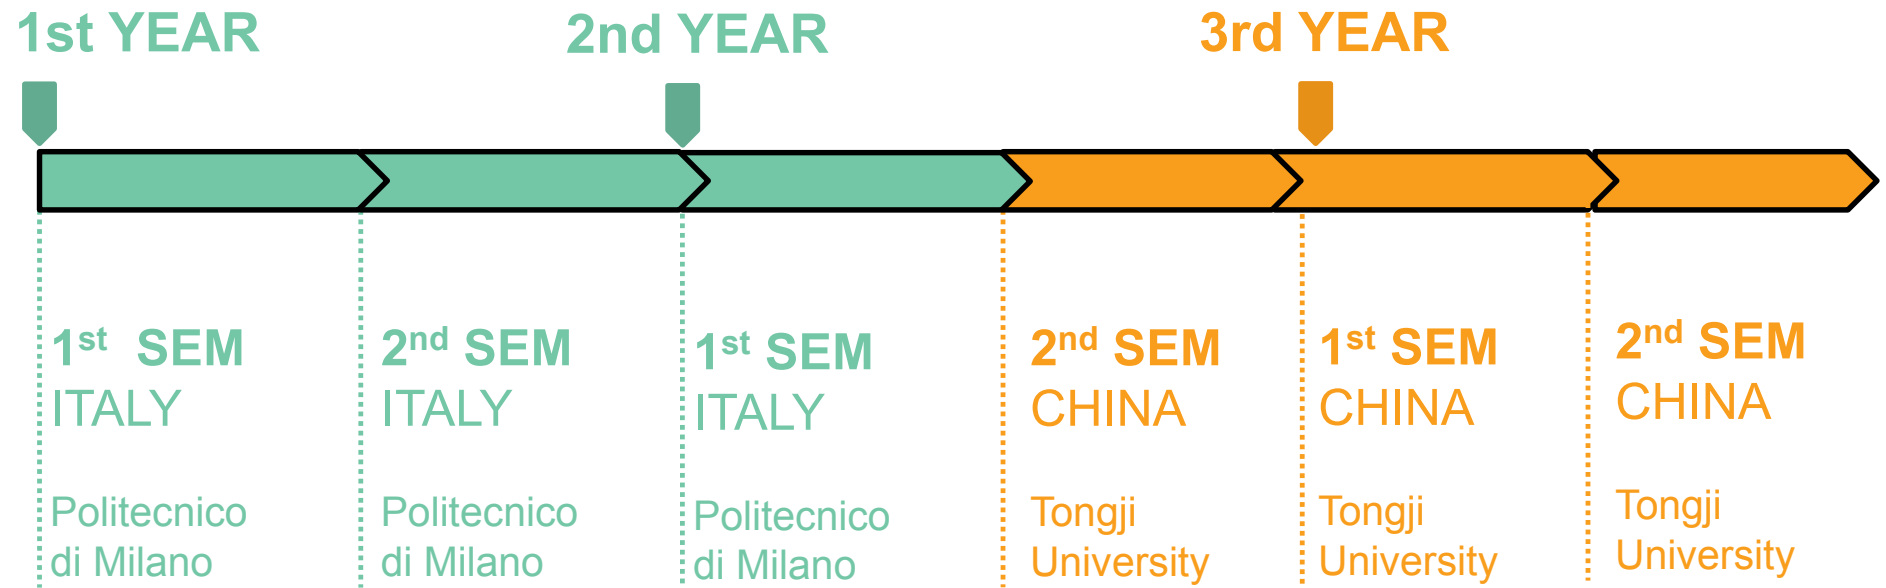 1st YEAR
2nd YEAR
3rd YEAR
1st SEM
ITALY
Politecnico
di Milano
2nd SEM
ITALY
Politecnico
di Milano
1st SEM
ITALY
Politecnico
di Milano
2nd SEM
CHINA
Tongji
University
1st SEM
CHINA
Tongji
University
2nd SEM
CHINA
Tongji
University